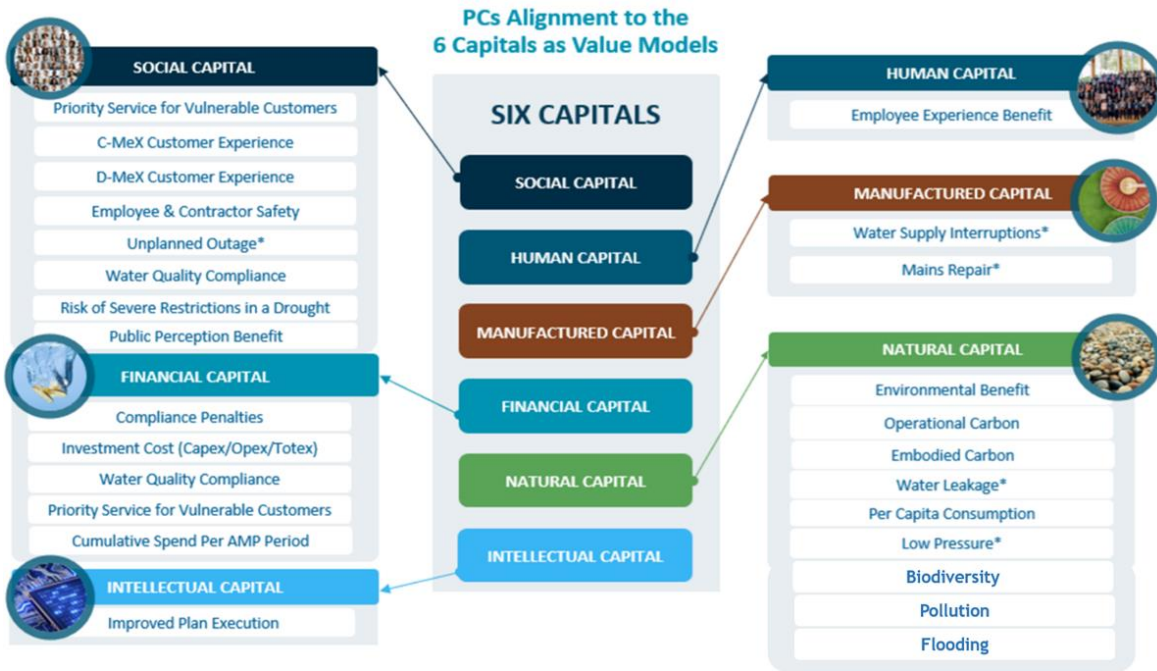 PCs Alignment to the
6 Capitals as Value Models
SOCIAL CAPITAL
Priority Service for Vulnerable Customers
C-MeX Customer Experience
D-MeX Customer Experience
Employee & Contractor Safety
Unplanned Outage*
Water Quality Compliance
Risk of Severe Restrictions in a Drought
Public Perception Benefit
FINANCIAL CAPITAL
Compliance Penalties
Investment Cost (Capex/Opex/Totex)
Water Quality Compliance
Priority Service for Vulnerable Customers
Cumulative Spend Per AMP Period
INTELLECTUAL CAPITAL
Improved Plan Execution
SIX CAPITALS
SOCIAL CAPITAL
HUMAN CAPITAL
MANUFACTURED CAPITAL
FINANCIAL CAPITAL
NATURAL CAPITAL
INTELLECTUAL CAPITAL
HUMAN CAPITAL
Employee Experience Benefit
MANUFACTURED CAPITAL
Water Supply Interruptions*
Mains Repair*
NATURAL CAPITAL
Environmental Benefit
Operational Carbon
Embodied Carbon
Water Leakage*
Per Capita Consumption
Low Pressure*
Biodiversity
Pollution
Flooding